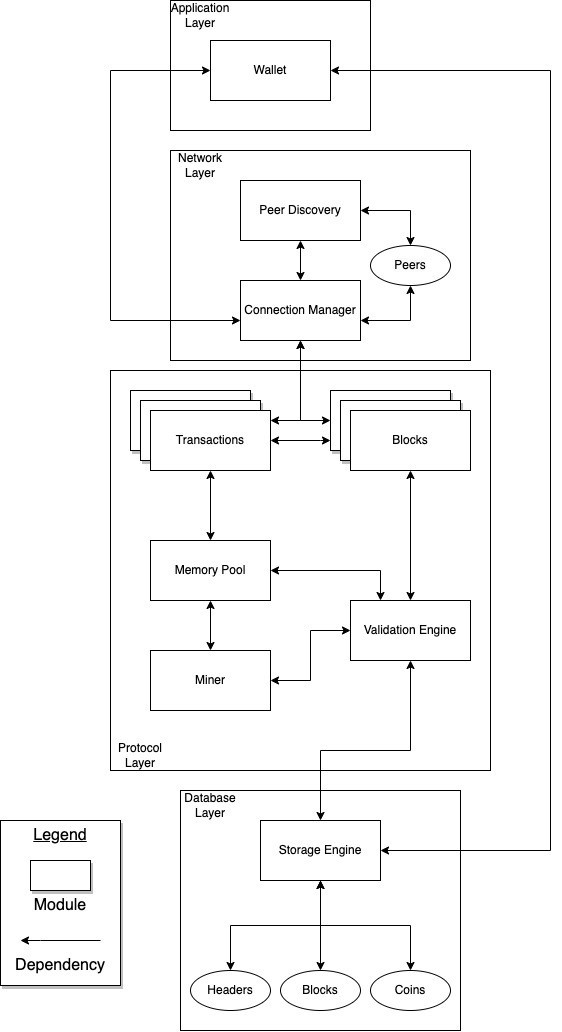 Application
Layer
Wallet
Network
Layer
Peer Discovery
Peers
Connection Manager
Transactions
Blocks
Memory Pool
Validation Engine
Miner
Protocol
Layer
Database
Layer
Storage Engine
Headers
Blocks
Coins
Legend
Module
Dependency